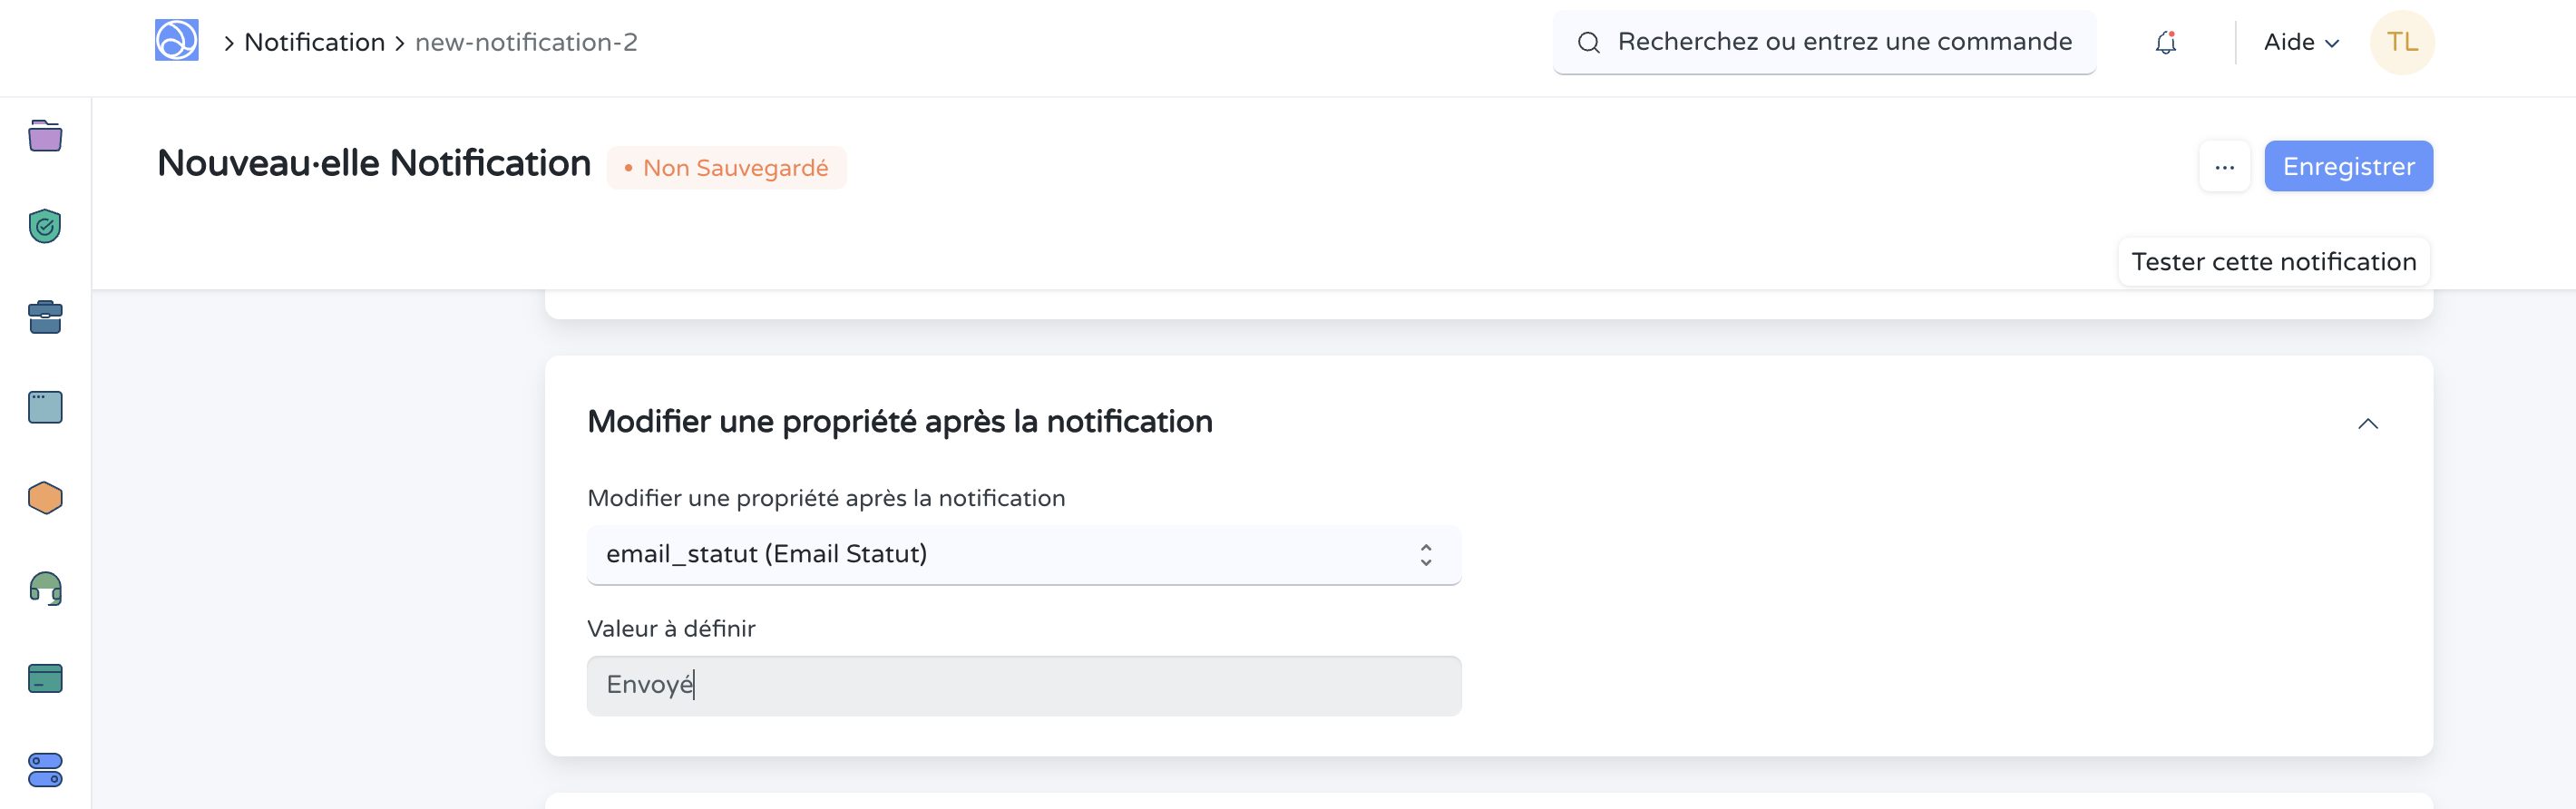 Notification new-notification-2
Recherchez ou entrez une commande
Aide
TL
Nouveau·elle Notification
• Non Sauvegardé
...
Enregistrer
Tester cette notification
Modifier une propriété après la notification
Modifier une propriété après la notification
email_statut (Email Statut)
Valeur à définir
Envoyé